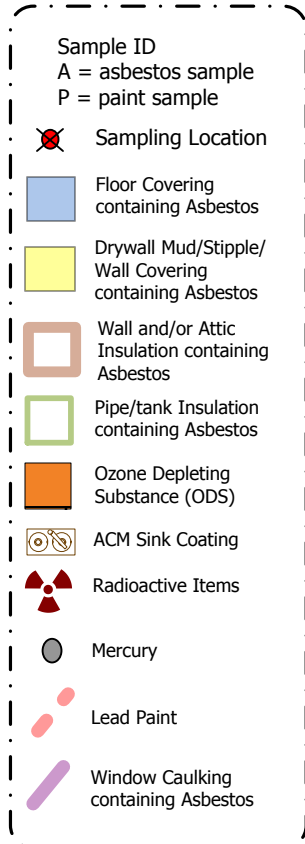 Sample ID
A = asbestos sample
P = paint sample
Sampling Location
Floor Covering
containing Asbestos
Drywall Mud/Stipple/
Wall Covering
containing Asbestos
Wall and/or Attic
Insulation containing
Asbestos
Pipe/tank Insulation
containing Asbestos
Ozone Depleting
Substance (ODS)
ACM Sink Coating
Radioactive Items
Mercury
Lead Paint
Window Caulking
containing Asbestos